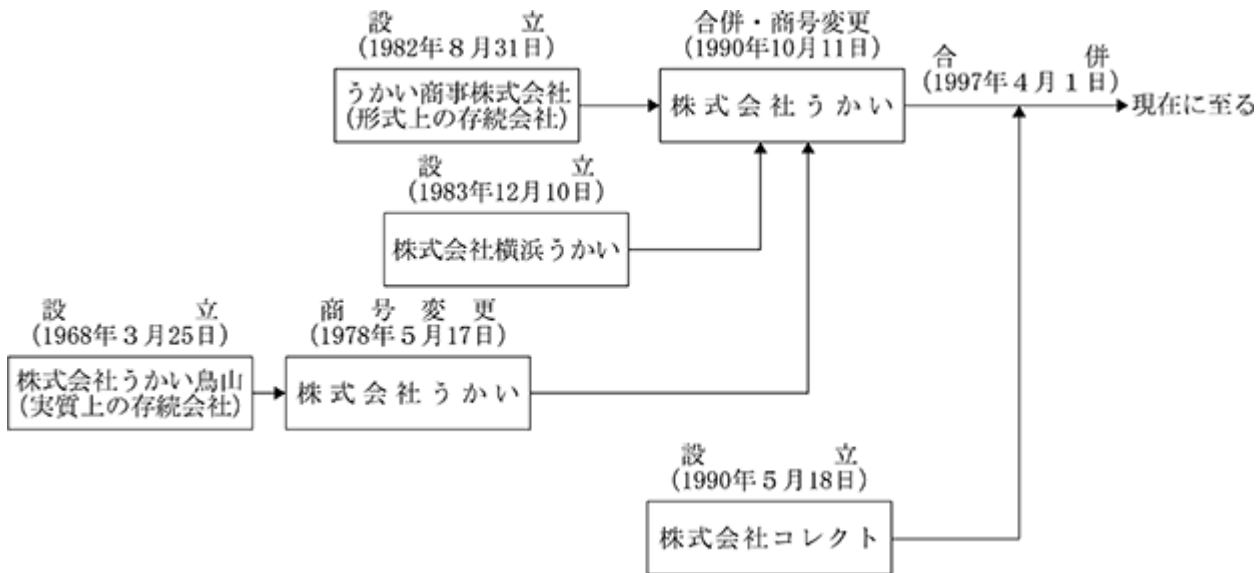 設　　　　立
(1982年８月31日)
うかい商事株式会社
(形式上の存続会社)
合併・商号変更
(1990年10月11日)
株式会社うかい
合　　　　併
(1997年４月１日)
現在に至る
設　　　　立
(1983年12月10日)
株式会社横浜うかい
設　　　　立
(1968年３月25日)
株式会社うかい鳥山
(実質上の存続会社)
商　号　変　更
(1978年５月17日)
株式会社うかい
設　　　　立
(1990年５月18日)
株式会社コレクト